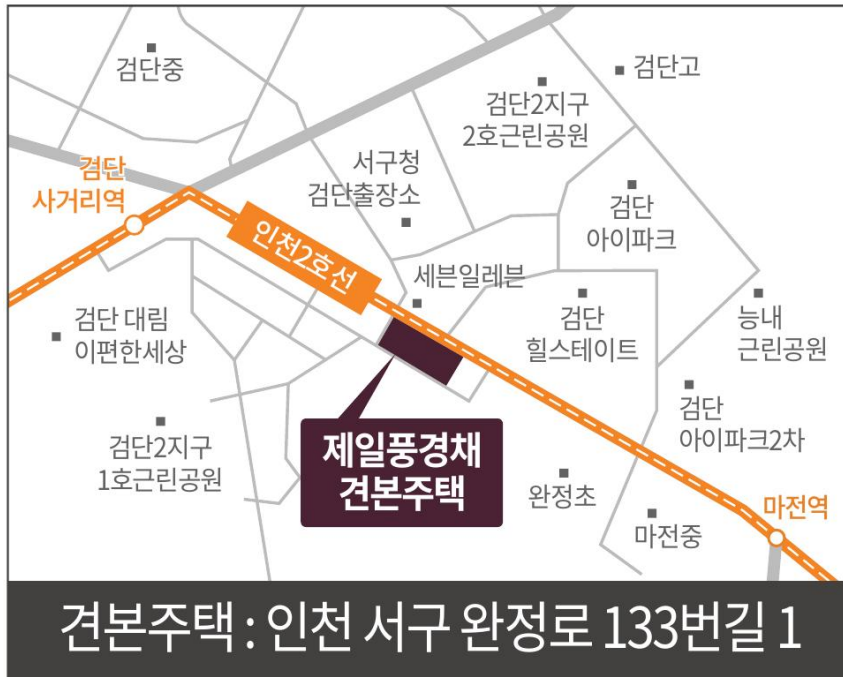 검단중
검단고
검단2지구
2호근린공원
서구청
검단출장소
검단
사거리역
검단
아이파크
인천2호선
세븐일레븐
검단 대림
이편한세상
검단
힐스테이트
능내
근린공원
검단
아이파크2차
검단2지구
1호근린공원
제일풍경채
견본주택
완정초
마전중
마전역
견본주택 : 인천 서구 완정로 133번길 1